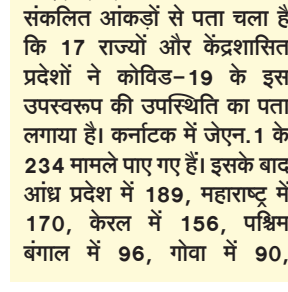 संकलित आंकड़ों से पता चला है
कि 17 राज्यों और केंद्रशासित
प्रदेशों ने कोविड-19 के इस
उपस्वरूप की उपस्थिति का पता
लगाया है। कर्नाटक में जेएन.1 के
234 मामले पाए गए हैं। इसके बाद
आंध्र प्रदेश में 189, महाराष्ट्र में
170, केरल में 156, पश्चिम
बंगाल में 96, गोवा में 90,